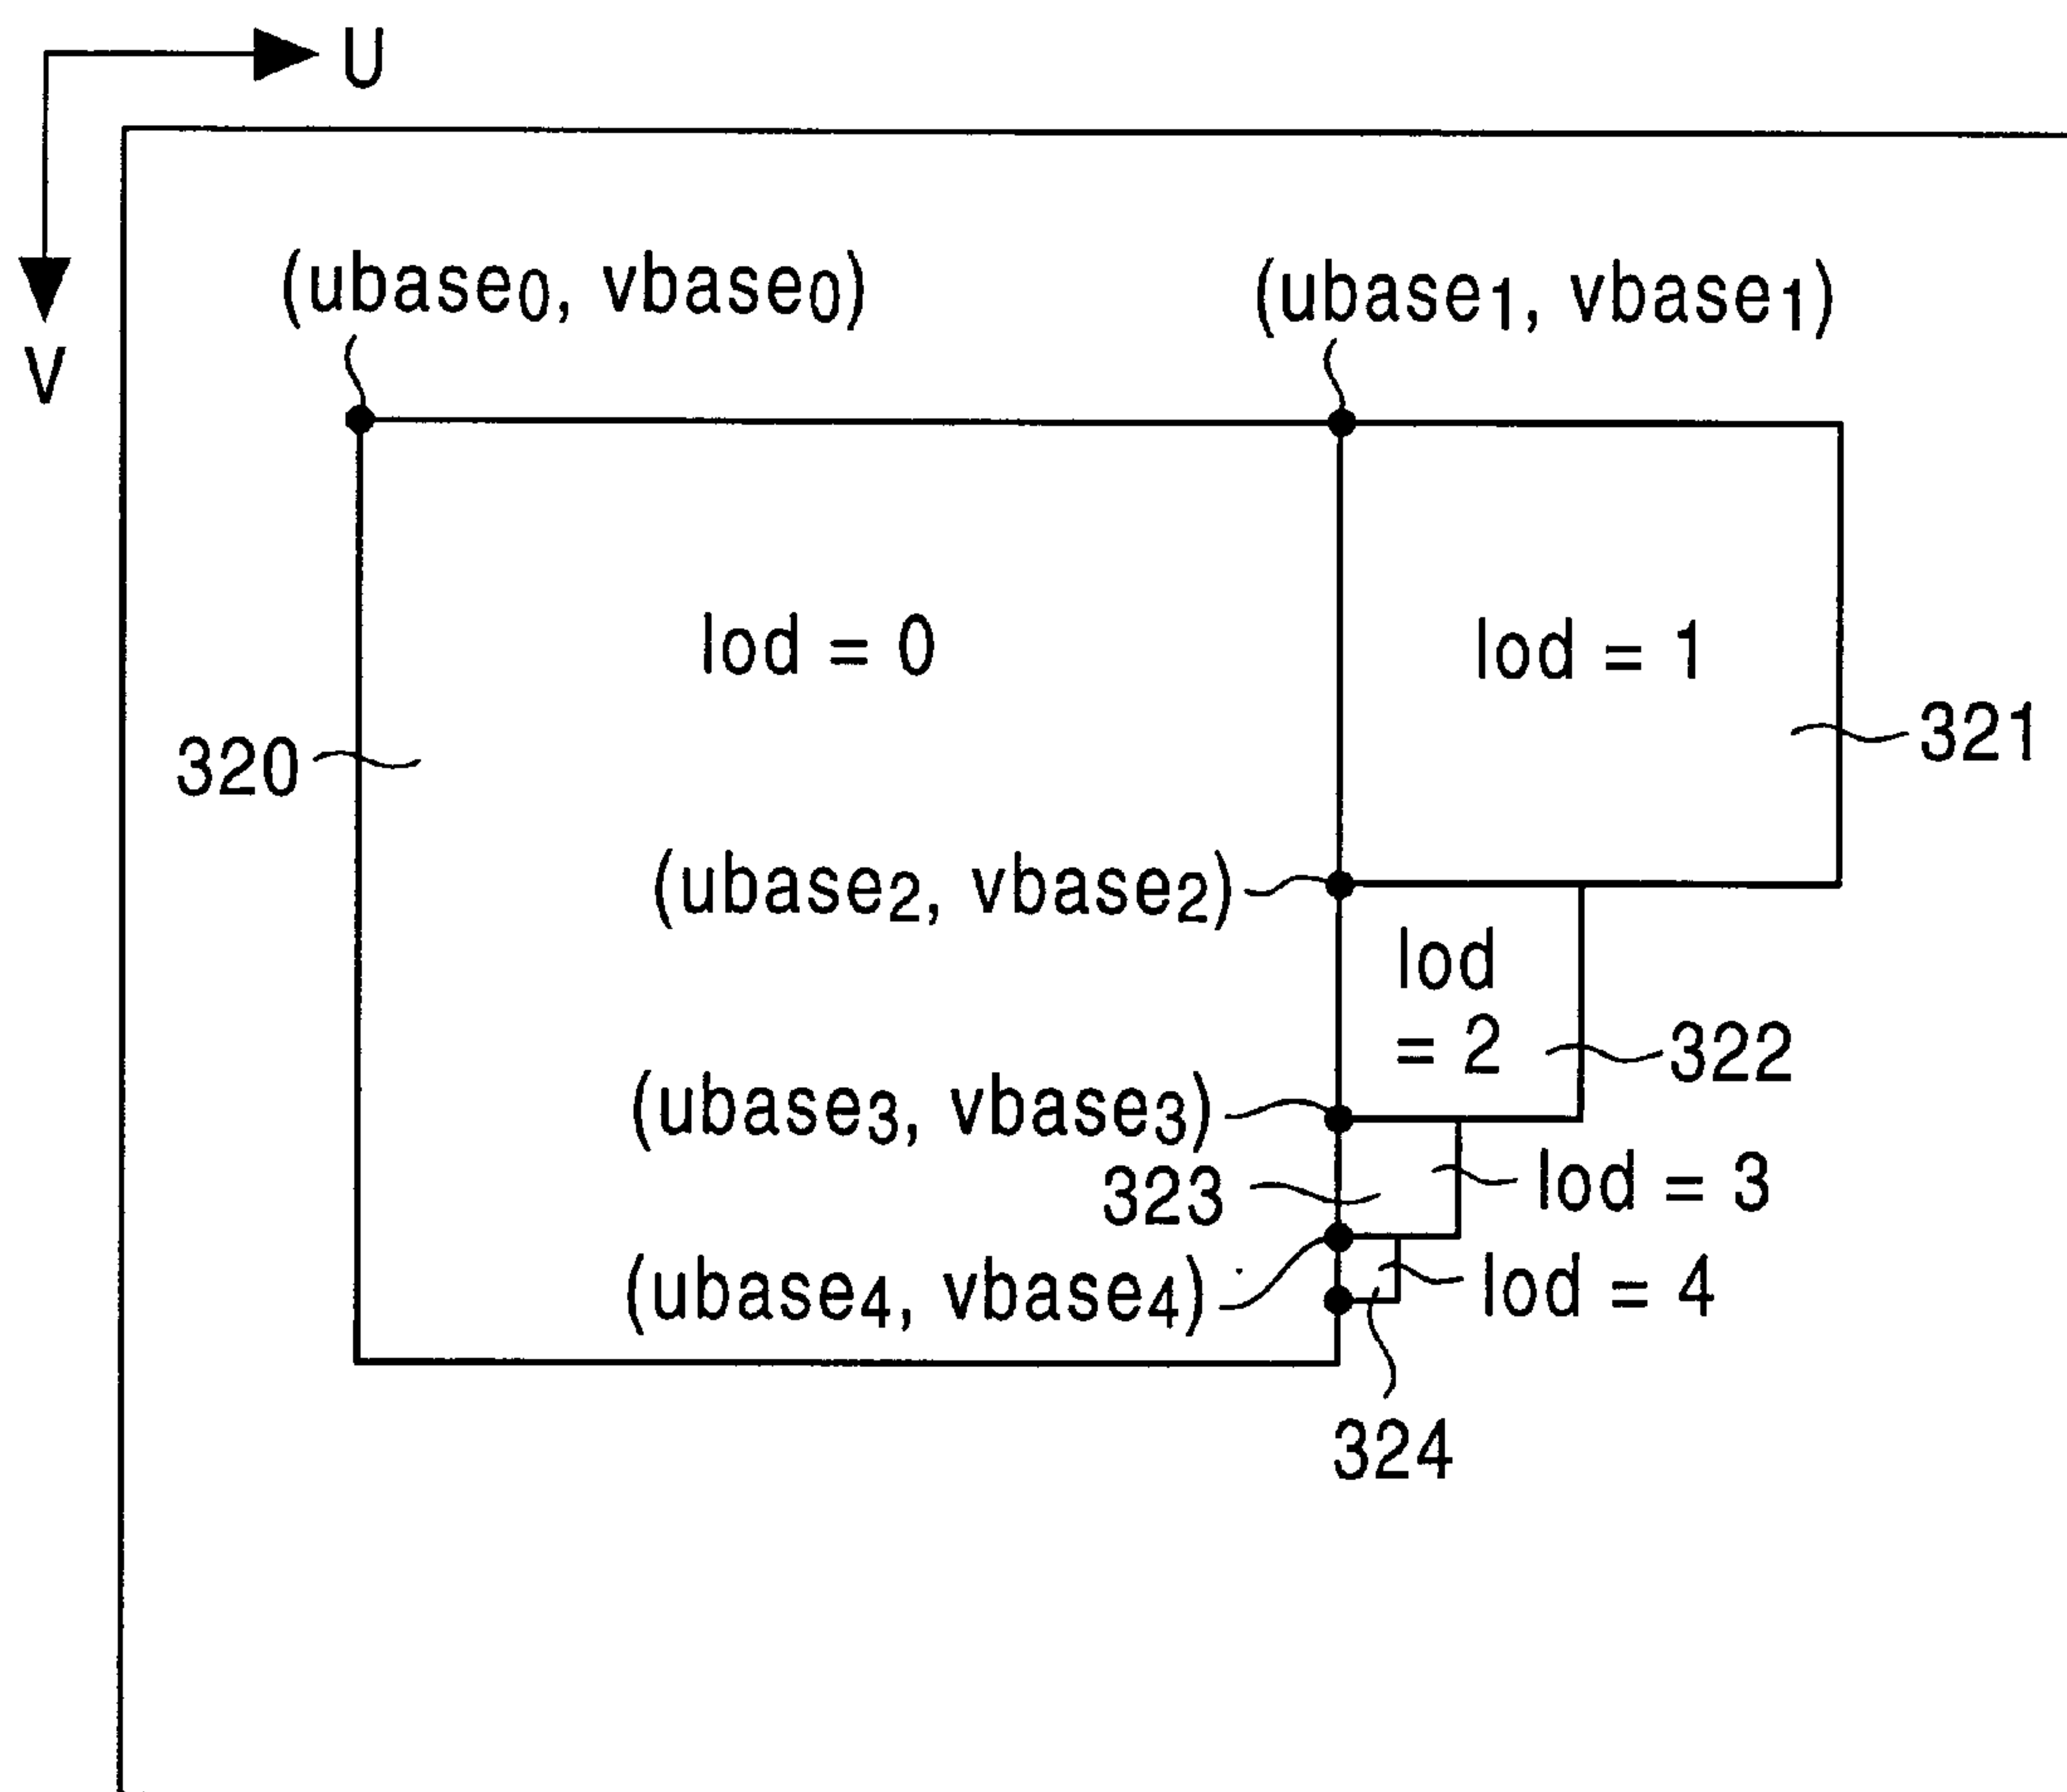 U
V
(ubase0, vbase0)
(ubase1, vbase1)
lod = 0
lod = 1
320
321
(ubase2, vbase2)
lod
= 2
322
(ubase3, vbase3)
323
lod = 3
(ubase4, vbase4)
lod = 4
324